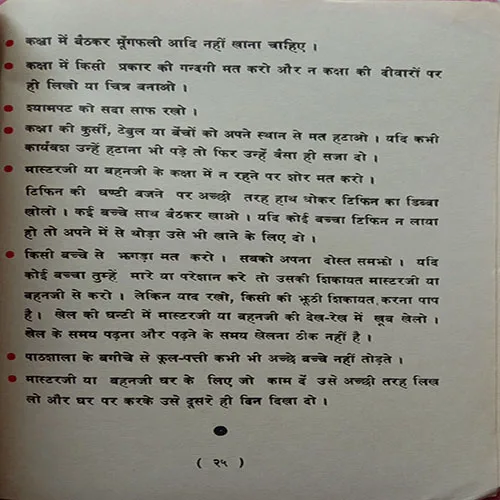 कक्षा में बैठकर मूँगफली आदि नहीं खाना चाहिए ।
कक्षा में किसी प्रकार की गन्दगी मत करो और न कक्षा की दीवारों पर
ही लिखो या चित्र बनाओ ।
श्यामपट को सदा साफ रखो ।
कक्षा की कुर्सी, टेबुल या बेंचों को अपने स्थान से मत हटाओ । यदि कभी
कार्यवश उन्हें हटाना भी पड़े तो फिर उन्हें वैसा ही सजा दो ।
मास्टरजी या बहनजी के कक्षा में न रहने पर शोर मत करो ।
टिफिन की घण्टी बजने पर अच्छी तरह हाथ धोकर टिफिन का डिब्बा
खोलो । कई बच्चे साथ बैठकर खाओ । यदि कोई बच्चा टिफिन न लाया
हो तो अपने में से थोड़ा उसे भी खाने के लिए दो ।
किसी बच्चे से झगड़ा मत करो । सबको अपना दोस्त समझो । यदि
कोई बच्चा तुम्हें मारे या परेशान करे तो उसकी शिकायत मास्टरजी या
बहनजी से करो । लेकिन याद रखो, किसी की झूठी शिकायत करना पाप
है । खेल की घन्टी में मास्टरजी या बहनजी की देख-रेख में खूब खेलो ।
खेल के समय पढ़ना और पढ़ने के समय खेलना ठीक नहीं है ।
पाठशाला के बगीचे से फूल-पत्ती कभी भी अच्छे बच्चे नहीं तोड़ते ।
मास्टरजी या बहनजी घर के लिए जो काम दें उसे अच्छी तरह लिख
लो और घर पर करके उसे दूसरे ही दिन दिखा दो ।
( २५ )